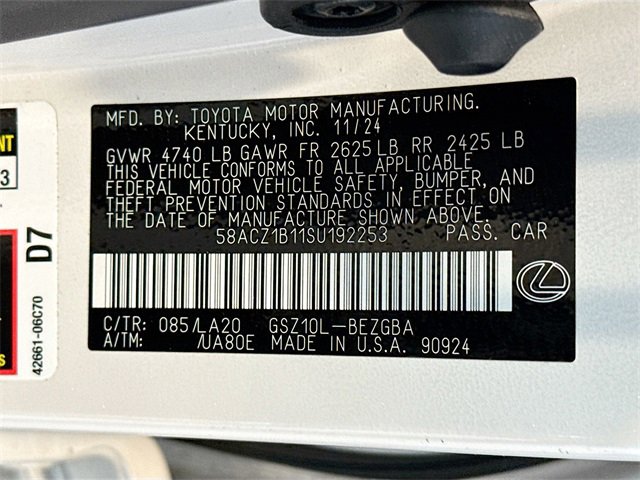 MFD. BY: TOYOTA MOTOR MANUFACTURING.
KENTUCKY, INC. 11/24
GVWR 4740 LB GAWR FR 2625 LB RR 2425 LB
THIS VEHICLE CONFORMS TO ALL APPLICABLE
FEDERAL MOTOR VEHICLE SAFETY, BUMPER, AND
THEFT PREVENTION STANDARDS IN EFFECT ON
THE DATE OF MANUFACTURE SHOWN ABOVE.
58ACZ1B11SU192253 PASS. CAR
C/TR: 085/LA20 GSZ10L-BEZGBA
A/TM: /UA80E MADE IN U.S.A. 90924
D7
42661-06C70
3